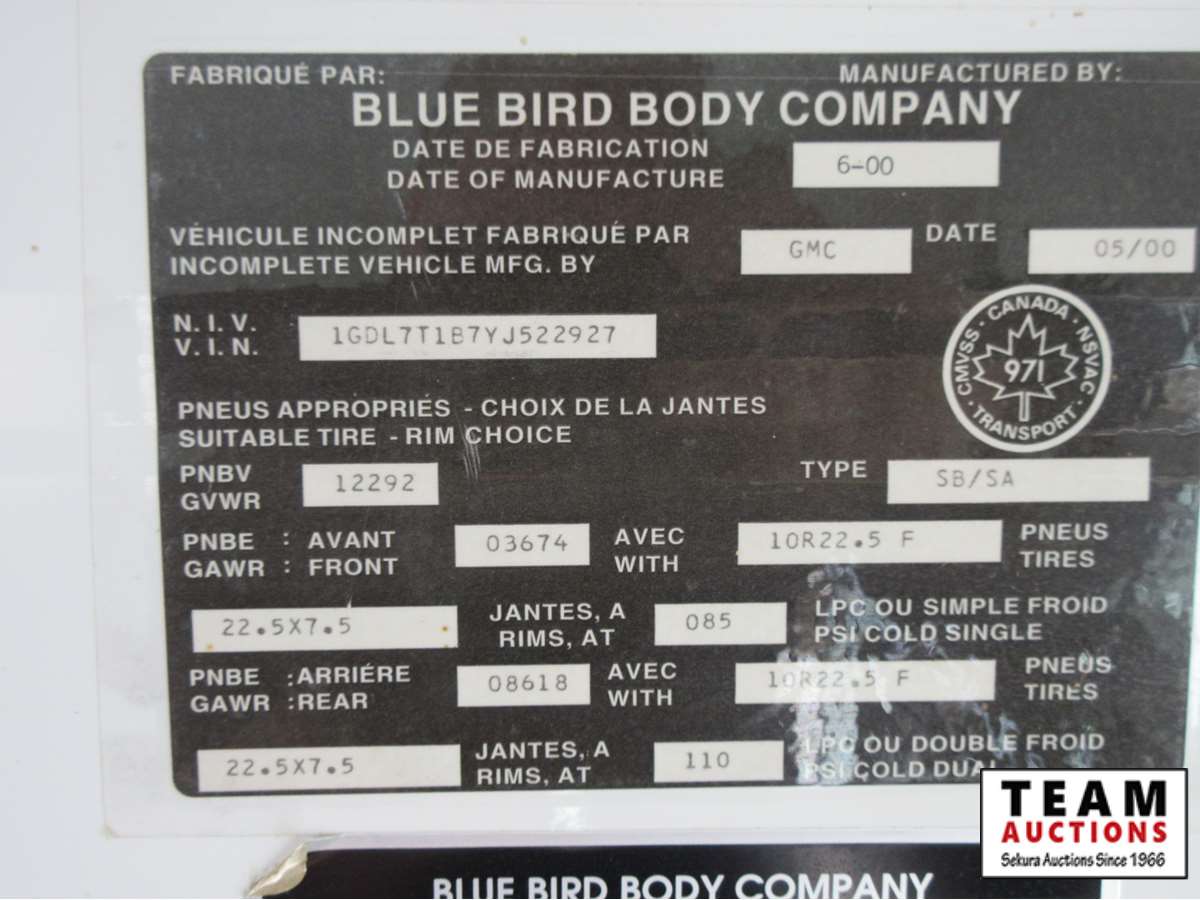 FABRIQUÉ PAR: MANUFACTURED BY:
BLUE BIRD BODY COMPANY
DATE DE FABRICATION
DATE OF MANUFACTURE 6-00
VÉHICULE INCOMPLET FABRIQUÉ PAR
INCOMPLETE VEHICLE MFG. BY GMC DATE 05/00
N. I. V.
V. I. N. 1GDL7T1B7YJ522927
CANADA · NSVAC · TRANSPORT · CMVSS ·
971
PNEUS APPROPRIÉS - CHOIX DE LA JANTES
SUITABLE TIRE - RIM CHOICE
PNBV
GVWR 12292 TYPE SB/SA
PNBE : AVANT 03674 AVEC 10R22.5 F PNEUS
GAWR : FRONT WITH TIRES
22.5X7.5 JANTES, A 085 LPC OU SIMPLE FROID
RIMS, AT PSI COLD SINGLE
PNBE :ARRIÉRE 08618 AVEC 10R22.5 F PNEUS
GAWR :REAR WITH TIRES
22.5X7.5 JANTES, A 110 LPC OU DOUBLE FROID
RIMS, AT PSI COLD DUAL
TEAM
AUCTIONS
Sekura Auctions Since 1966
BLUE BIRD BODY COMPANY